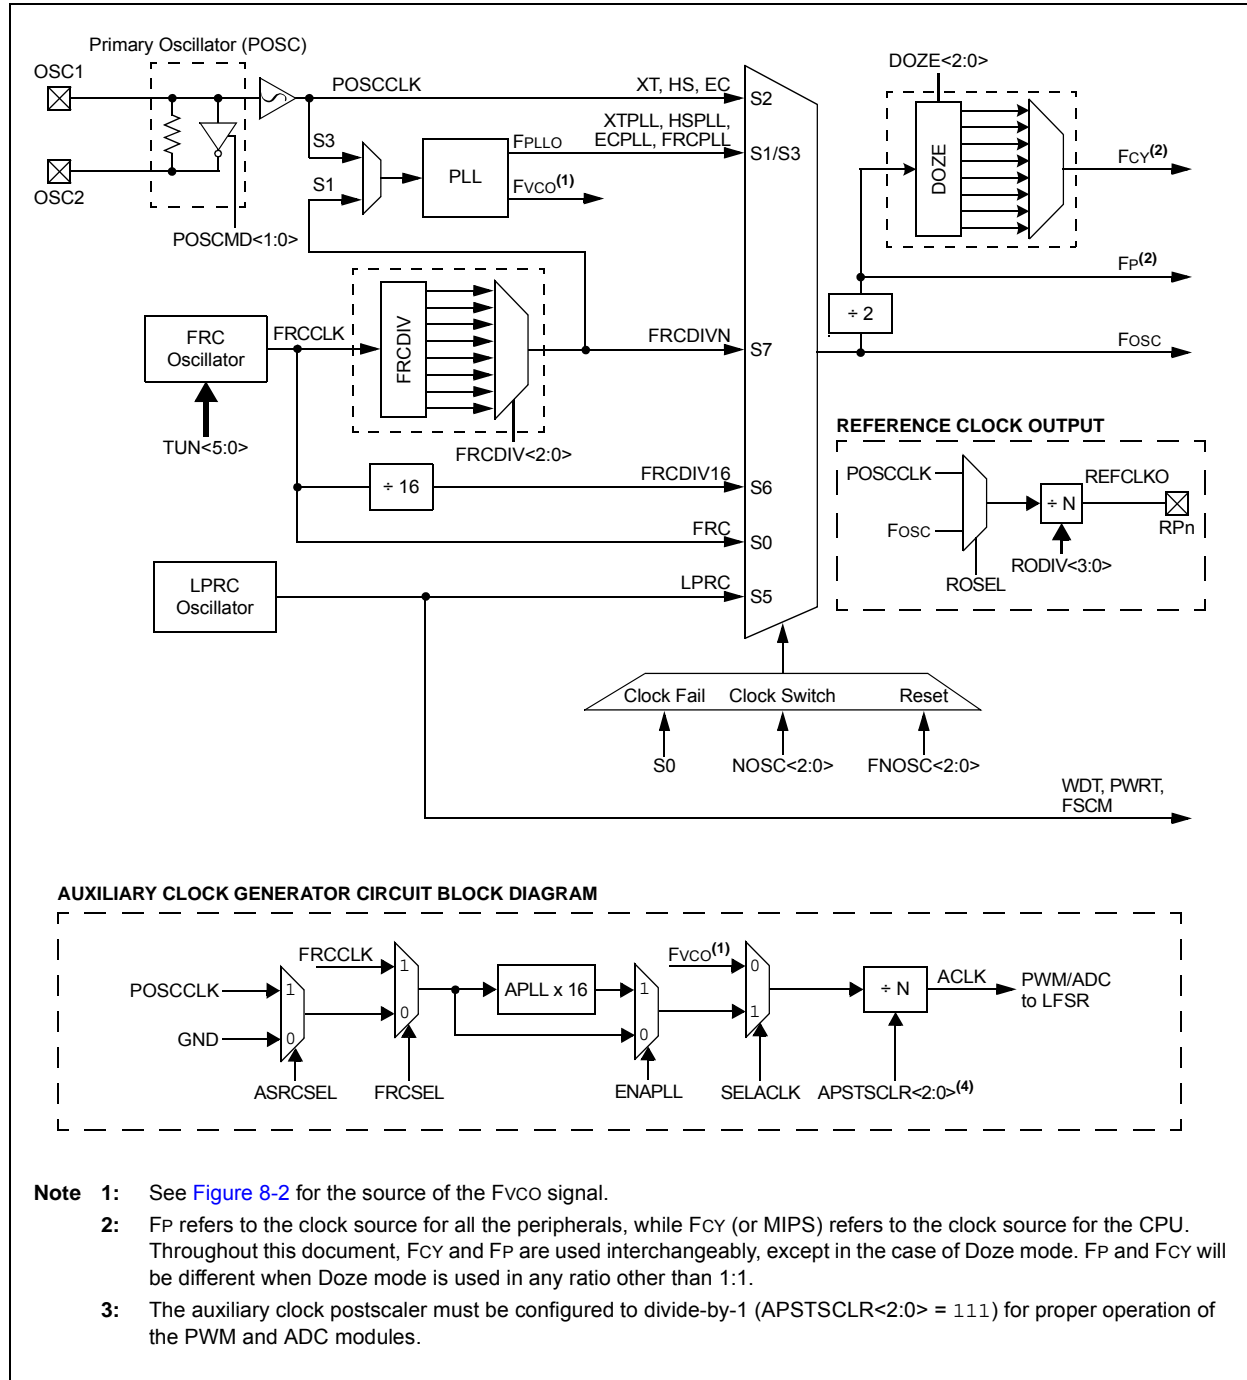 Primary Oscillator (POSC)
OSC1
POSCCLK
XT, HS, EC
S2
DOZE<2:0>
S3
XTPLL, HSPLL,
ECPLL, FRCPLL
FPLLO
S1/S3
PLL
FVCO(1)
S1
OSC2
POSCMD<1:0>
DOZE
FCY(2)
FP(2)
÷ 2
FRC
Oscillator
FRCCLK
FRCDIV
FRCDIVN
S7
FOSC
TUN<5:0>
FRCDIV<2:0>
÷ 16
FRCDIV16
S6
FRC
S0
LPRC
Oscillator
LPRC
S5
REFERENCE CLOCK OUTPUT
POSCCLK
REFCLKO
÷ N
FOSC
RPn
RODIV<3:0>
ROSEL
Clock Fail
Clock Switch
Reset
S0
NOSC<2:0>
FNOSC<2:0>
WDT, PWRT,
FSCM
AUXILIARY CLOCK GENERATOR CIRCUIT BLOCK DIAGRAM
FRCCLK
1
FVCO(1)
0
POSCCLK
1
APLL x 16
1
÷ N
ACLK
PWM/ADC
to LFSR
0
1
GND
0
0
ASRCSEL
FRCSEL
ENAPLL
SELACLK
APSTSCLR<2:0>(4)
Note 1: See Figure 8-2 for the source of the FVCO signal.
2: FP refers to the clock source for all the peripherals, while FCY (or MIPS) refers to the clock source for the CPU.
Throughout this document, FCY and FP are used interchangeably, except in the case of Doze mode. FP and FCY will
be different when Doze mode is used in any ratio other than 1:1.
3: The auxiliary clock postscaler must be configured to divide-by-1 (APSTSCLR<2:0> = 111) for proper operation of
the PWM and ADC modules.